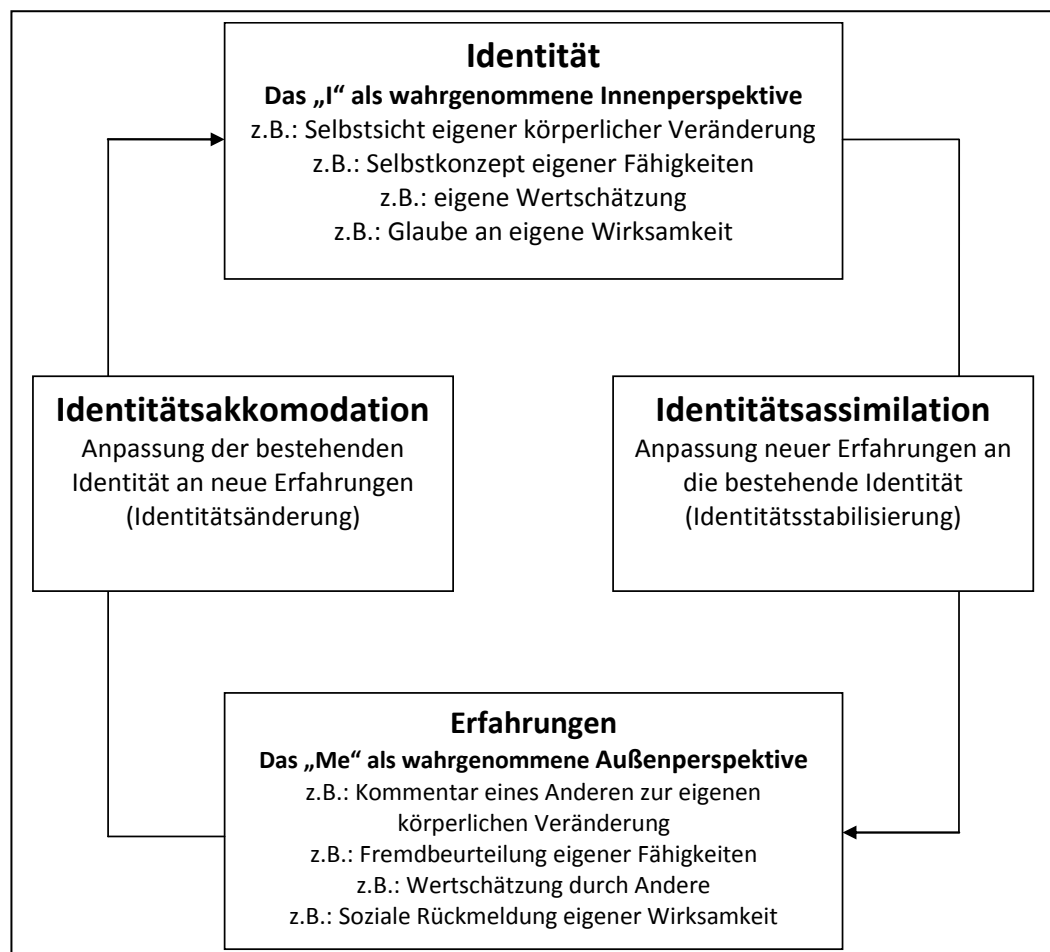 Identität
Das „I“ als wahrgenommene Innenperspektive
z.B.: Selbstsicht eigener körperlicher Veränderung
z.B.: Selbstkonzept eigener Fähigkeiten
z.B.: eigene Wertschätzung
z.B.: Glaube an eigene Wirksamkeit
Identitätsakkomodation
Anpassung der bestehenden
Identität an neue Erfahrungen
(Identitätsänderung)
Identitätsassimilation
Anpassung neuer Erfahrungen an
die bestehende Identität
(Identitätsstabilisierung)
Erfahrungen
Das „Me“ als wahrgenommene Außenperspektive
z.B.: Kommentar eines Anderen zur eigenen
körperlichen Veränderung
z.B.: Fremdbeurteilung eigener Fähigkeiten
z.B.: Wertschätzung durch Andere
z.B.: Soziale Rückmeldung eigener Wirksamkeit